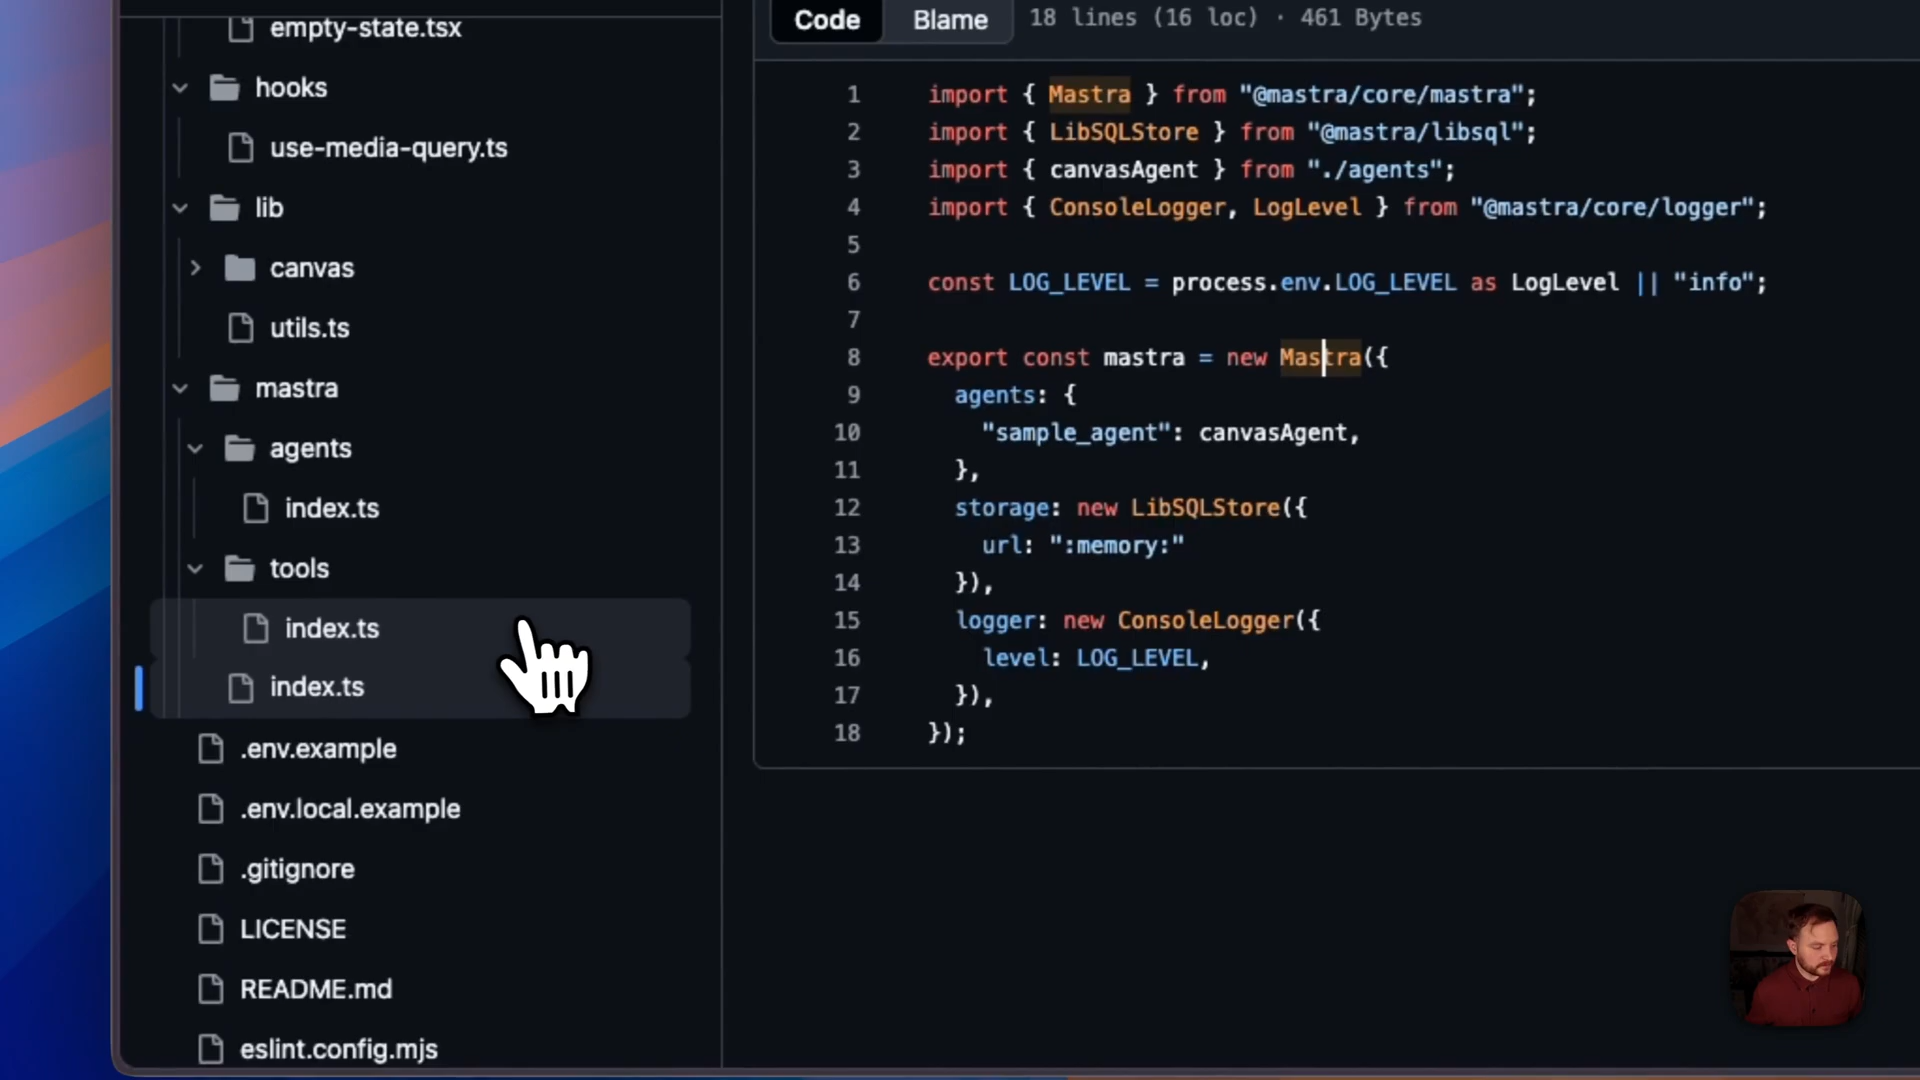 empty-state.tsx
hooks
use-media-query.ts
lib
canvas
utils.ts
mastra
agents
index.ts
tools
index.ts
index.ts
.env.example
.env.local.example
.gitignore
LICENSE
README.md
eslint.config.mjs
Code Blame 18 lines (16 loc) · 461 Bytes
1 import { Mastra } from "@mastra/core/mastra";
2 import { LibSQLStore } from "@mastra/libsql";
3 import { canvasAgent } from "./agents";
4 import { ConsoleLogger, LogLevel } from "@mastra/core/logger";
5
6 const LOG_LEVEL = process.env.LOG_LEVEL as LogLevel || "info";
7
8 export const mastra = new Mastra({
9 agents: {
10 "sample_agent": canvasAgent,
11 },
12 storage: new LibSQLStore({
13 url: ":memory:"
14 }),
15 logger: new ConsoleLogger({
16 level: LOG_LEVEL,
17 }),
18 });